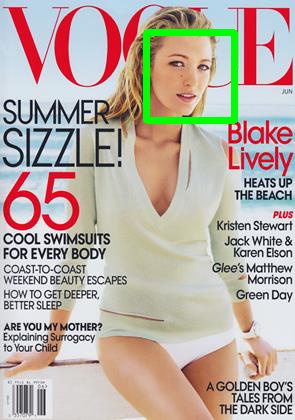 VOGUE
JUN
SUMMER
SIZZLE!
65
COOL SWIMSUITS
FOR EVERY BODY
COAST-TO-COAST
WEEKEND BEAUTY ESCAPES
HOW TO GET DEEPER,
BETTER SLEEP
ARE YOU MY MOTHER?
Explaining Surrogacy
to Your Child
Blake
Lively
HEATS UP
THE BEACH
PLUS
Kristen Stewart
Jack White &
Karen Elson
Glee's Matthew
Morrison
Green Day
A GOLDEN BOY'S
TALES FROM
THE DARK SIDE